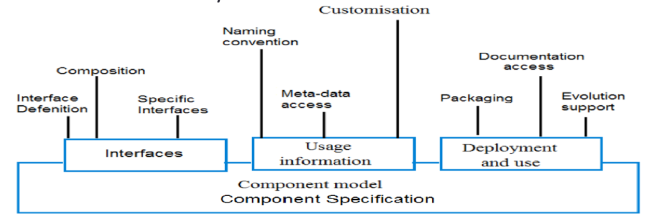 Customisation
Naming
convention
Documentation
access
Composition
Interface
Defenition
Specific
Interfaces
Meta-data
access
Packaging
Evolution
support
Interfaces
Usage
information
Deployment
and use
Component model
Component Specification